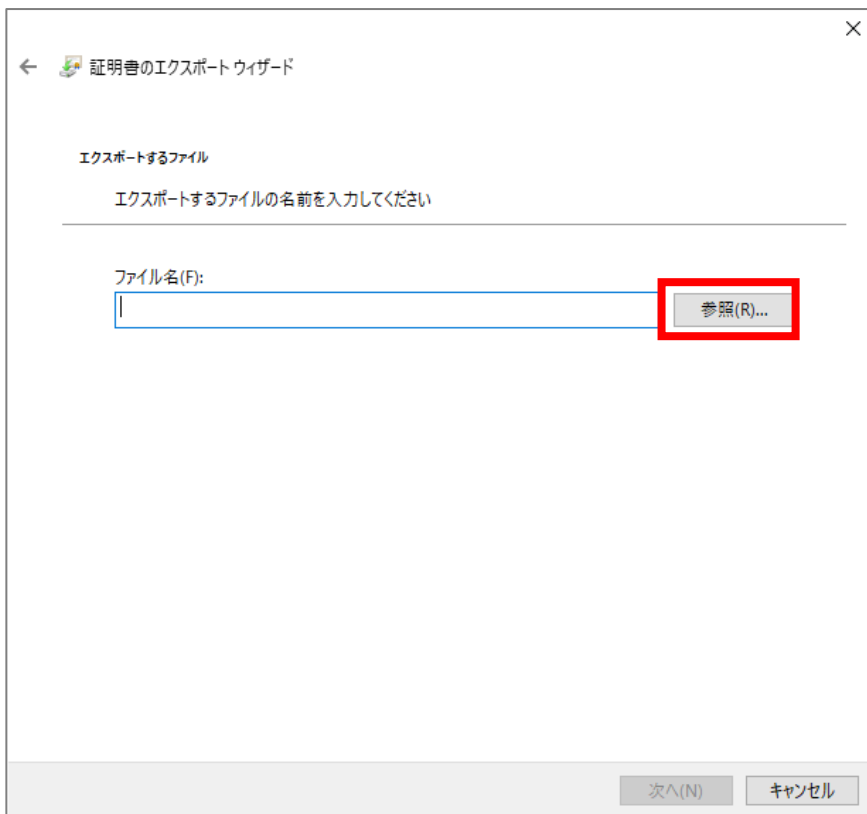 証明書のエクスポート ウィザード
エクスポートするファイル
エクスポートするファイルの名前を入力してください
ファイル名(F):
参照(R)...
次へ(N)
キャンセル